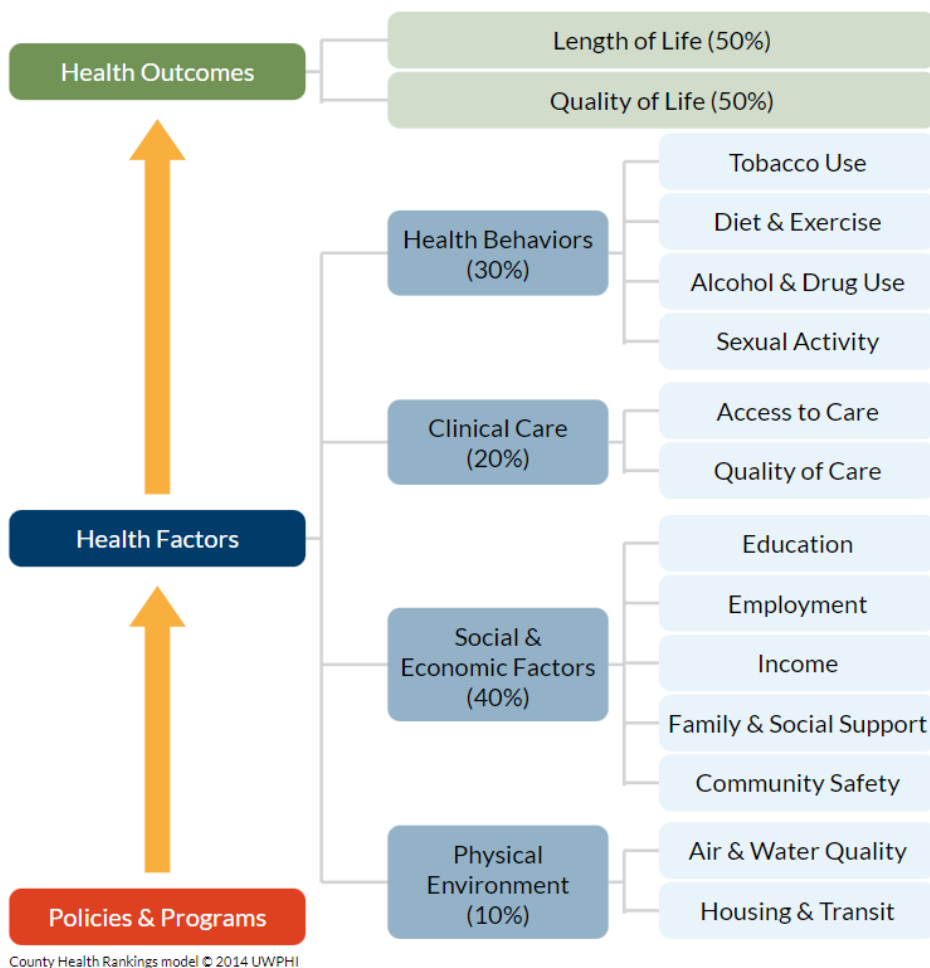 Health Outcomes
Length of Life (50%)
Quality of Life (50%)
Health Factors
Health Behaviors
(30%)
Tobacco Use
Diet & Exercise
Alcohol & Drug Use
Sexual Activity
Clinical Care
(20%)
Access to Care
Quality of Care
Social &
Economic Factors
(40%)
Education
Employment
Income
Family & Social Support
Community Safety
Physical
Environment
(10%)
Air & Water Quality
Housing & Transit
Policies & Programs
County Health Rankings model © 2014 UWPHI